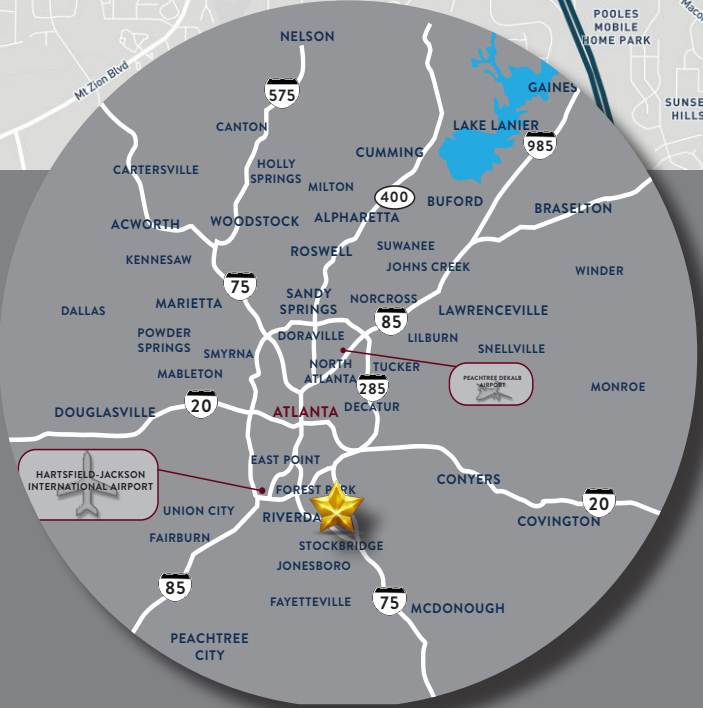 POOLES
MOBILE
HOME PARK
Mt Zion Blvd
SUNSE
HILLS
NELSON
575
GAINES
CANTON
LAKE LANIER
985
CUMMING
CARTERSVILLE
HOLLY
SPRINGS
MILTON
400
BUFORD
BRASELTON
ACWORTH
WOODSTOCK
ALPHARETTA
ROSWELL
SUWANEE
KENNESAW
JOHNS CREEK
WINDER
75
SANDY
SPRINGS
NORCROSS
MARIETTA
DALLAS
LAWRENCEVILLE
85
POWDER
SPRINGS
DORAVILLE
LILBURN
SMYRNA
SNELLVILLE
NORTH
ATLANTA
TUCKER
MABLETON
PEACHTREE DEKALB
AIRPORT
285
MONROE
20
DOUGLASVILLE
ATLANTA
DECATUR
EAST POINT
HARTSFIELD-JACKSON
INTERNATIONAL AIRPORT
CONYERS
FOREST PARK
20
UNION CITY
RIVERDA
COVINGTON
FAIRBURN
STOCKBRIDGE
JONESBORO
85
FAYETTEVILLE
75
MCDONOUGH
PEACHTREE
CITY